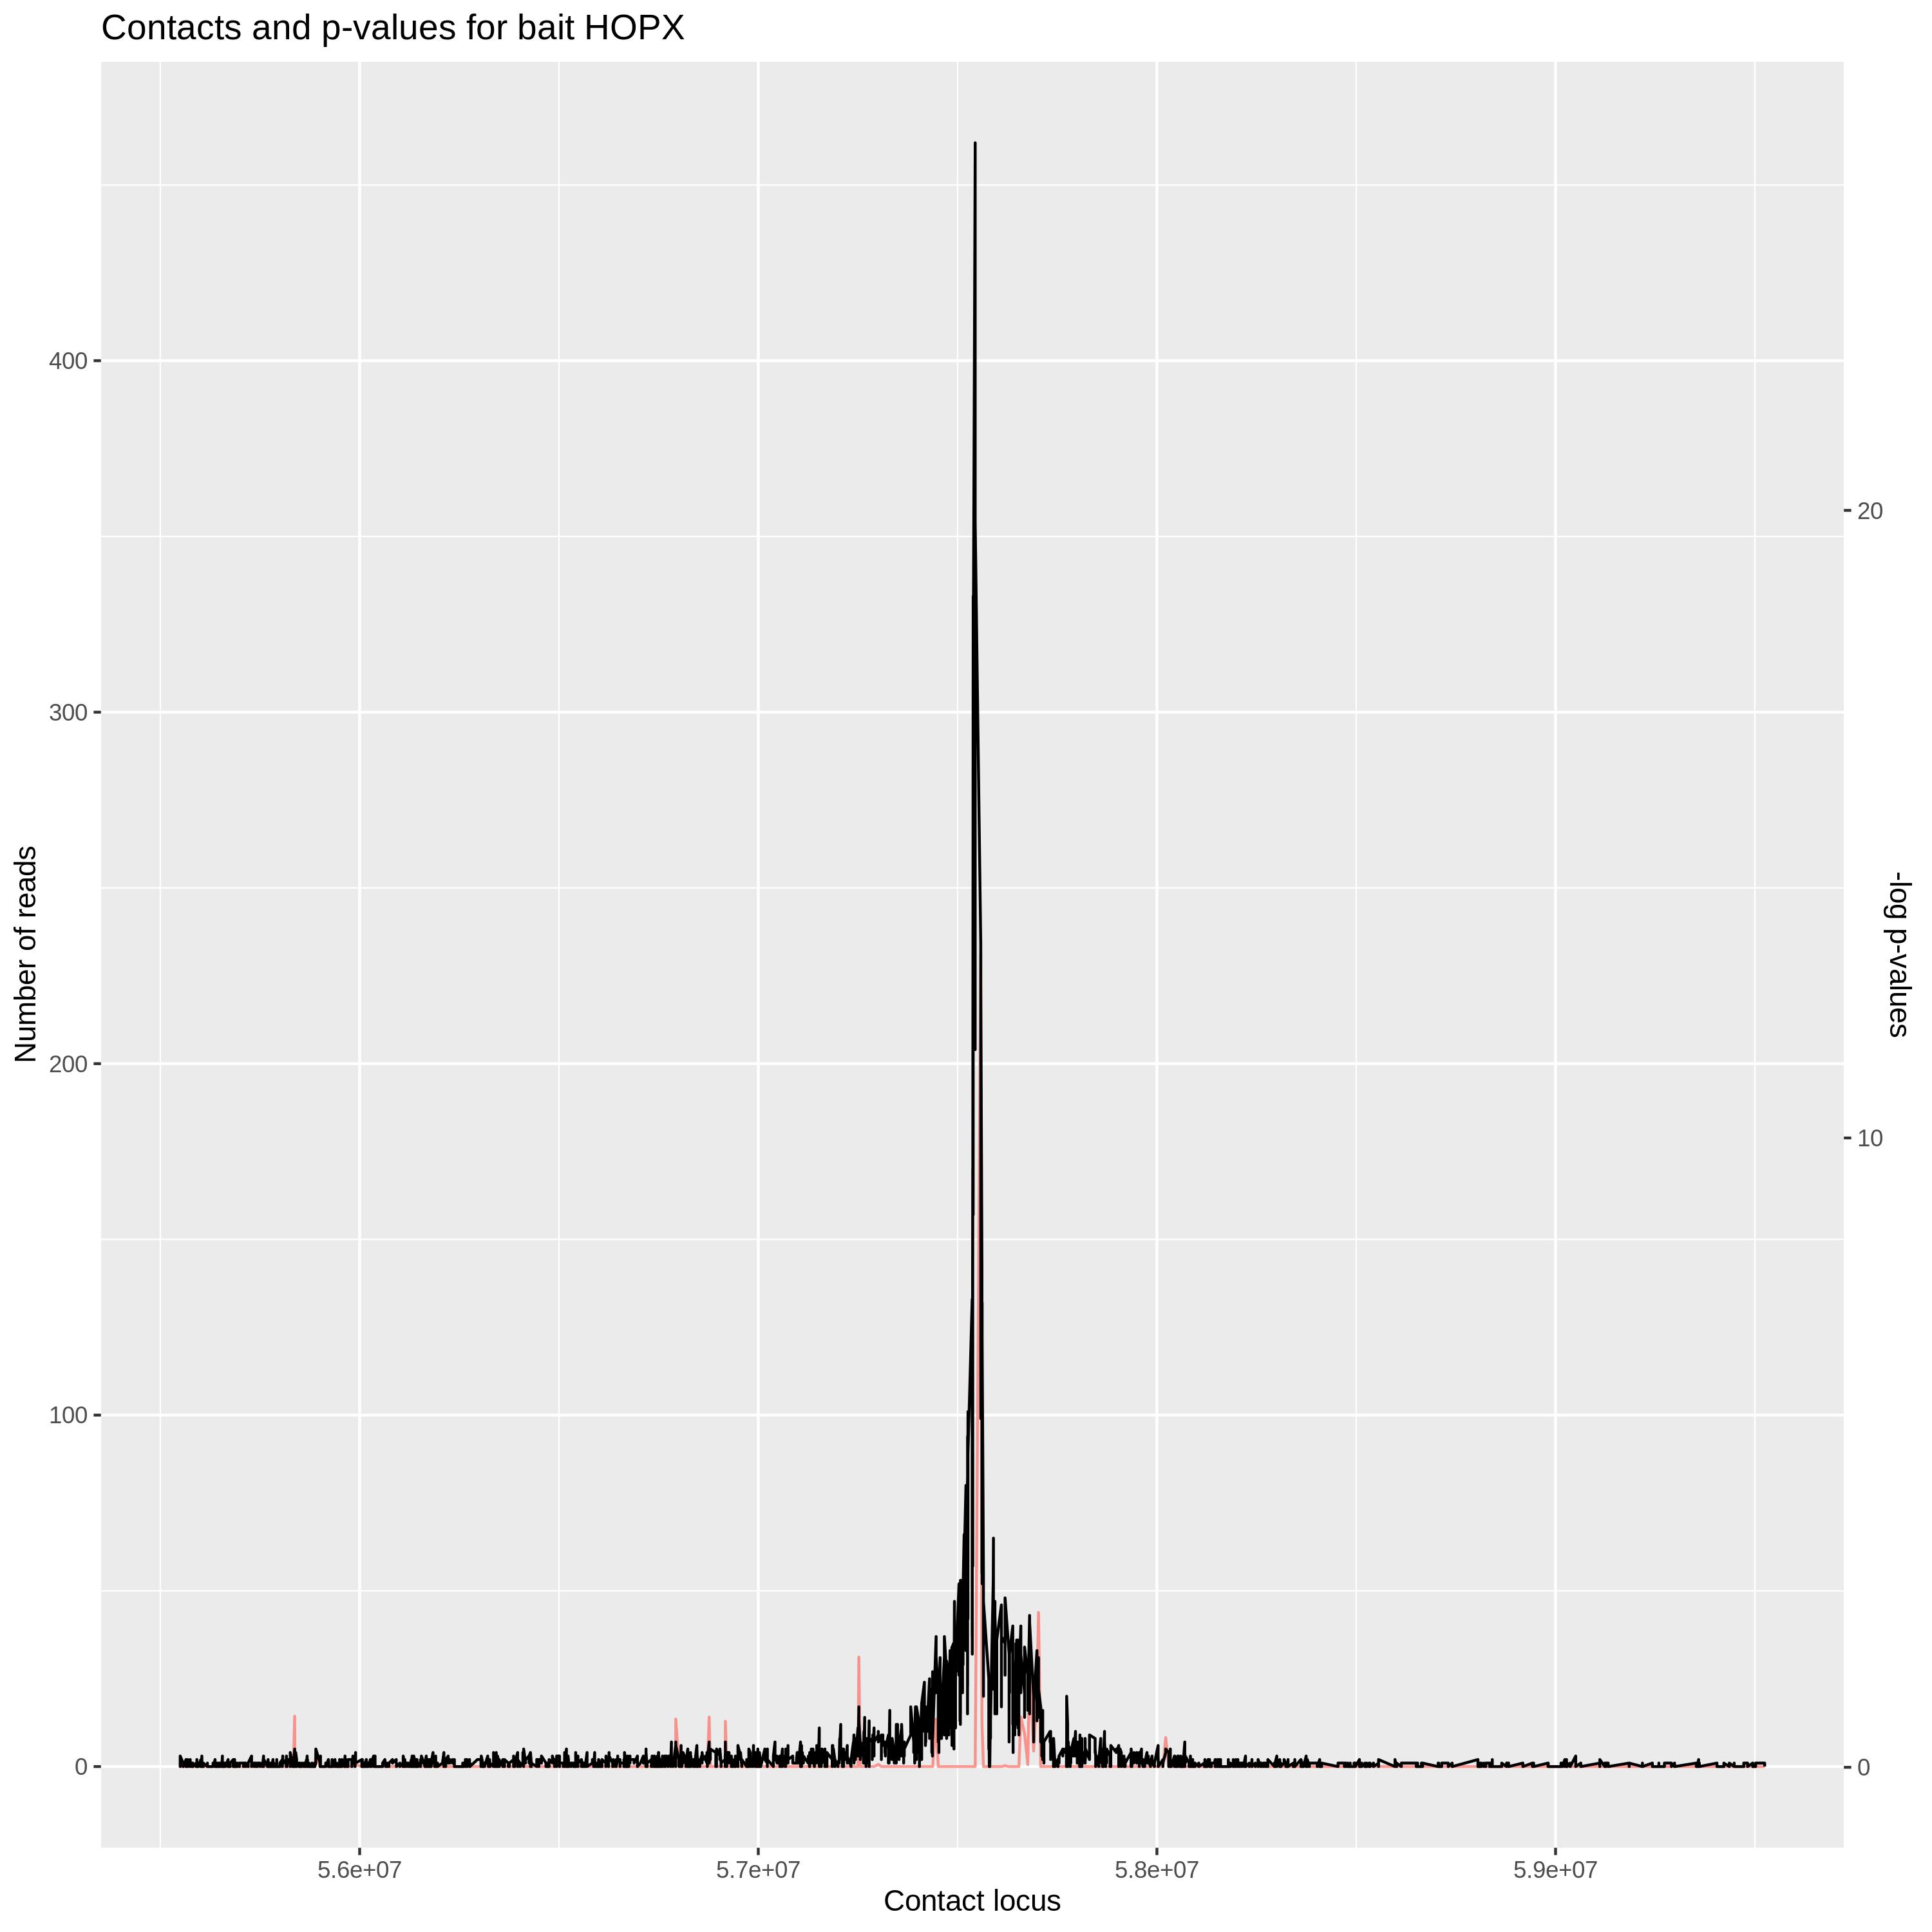 Contacts and p-values for bait HOPX
400
300
200
100
0
Number of reads
20
10
0
-log p-values
5.6e+07 5.7e+07 5.8e+07 5.9e+07
Contact locus